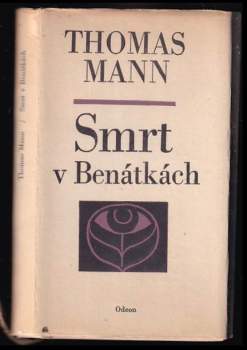 THOMAS
MANN
Smrt
v Benátkách
Odeon
Thomas Mann / Smrt v Benátkách